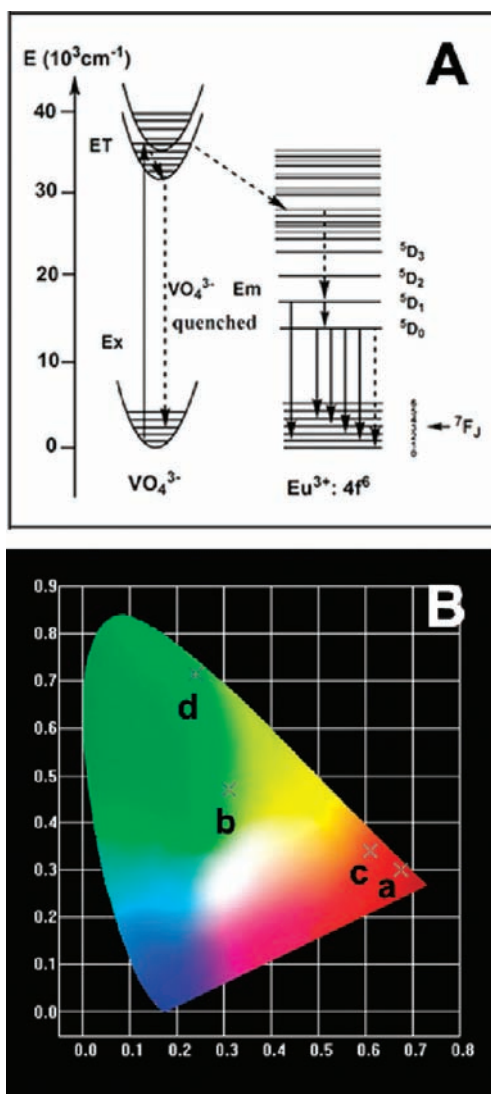 A
E (10³cm⁻¹)
40
ET
30
⁵D₃
20
⁵D₂
VO₄³⁻ Em
⁵D₁
quenched
⁵D₀
Ex
10
⁷F_J
0
VO₄³⁻
Eu³⁺: 4f⁶
B
0.9
0.8
0.7
d
0.6
0.5
b
0.4
c
0.3
a
0.2
0.1
0.0
0.0 0.1 0.2 0.3 0.4 0.5 0.6 0.7 0.8